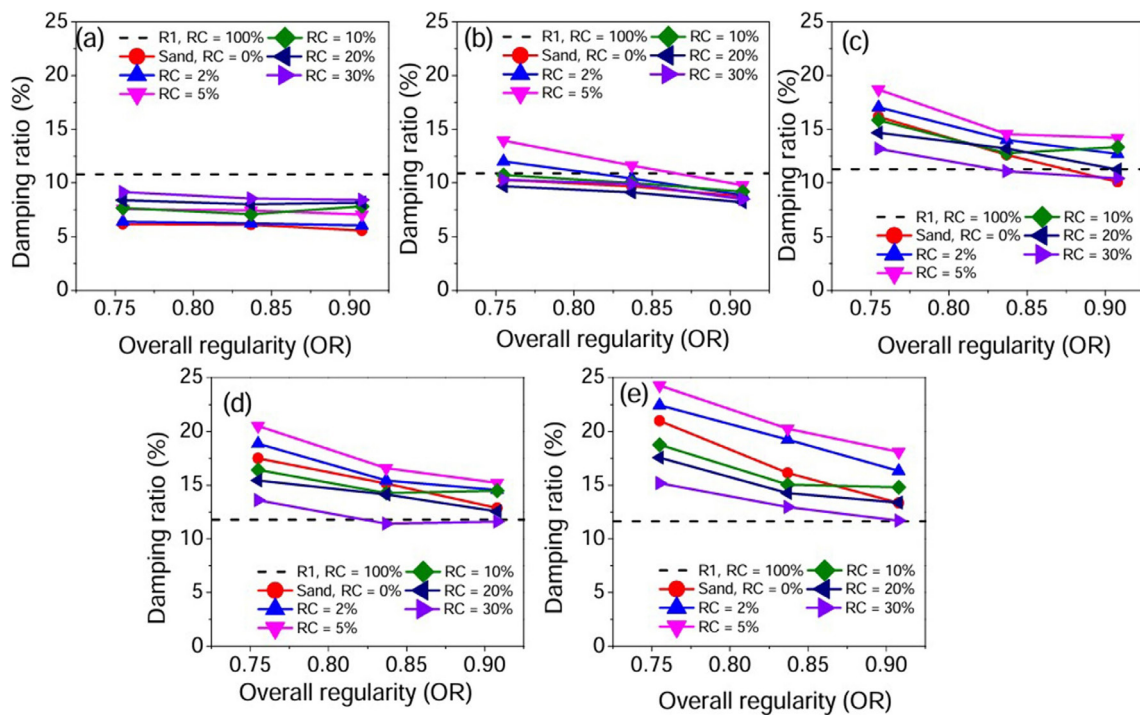 (a)
R1, RC = 100%
Sand, RC = 0%
RC = 2%
RC = 5%
RC = 10%
RC = 20%
RC = 30%
Damping ratio (%)
25
20
15
10
5
0
0.75 0.80 0.85 0.90
Overall regularity (OR)
(b)
R1, RC = 100%
Sand, RC = 0%
RC = 2%
RC = 5%
RC = 10%
RC = 20%
RC = 30%
Damping ratio (%)
25
20
15
10
5
0
0.75 0.80 0.85 0.90
Overall regularity (OR)
(c)
Damping ratio (%)
25
20
15
10
5
0
R1, RC = 100%
Sand, RC = 0%
RC = 2%
RC = 5%
RC = 10%
RC = 20%
RC = 30%
0.75 0.80 0.85 0.90
Overall regularity (OR)
(d)
Damping ratio (%)
25
20
15
10
5
0
R1, RC = 100%
Sand, RC = 0%
RC = 2%
RC = 5%
RC = 10%
RC = 20%
RC = 30%
0.75 0.80 0.85 0.90
Overall regularity (OR)
(e)
Damping ratio (%)
25
20
15
10
5
0
R1, RC = 100%
Sand, RC = 0%
RC = 2%
RC = 5%
RC = 10%
RC = 20%
RC = 30%
0.75 0.80 0.85 0.90
Overall regularity (OR)